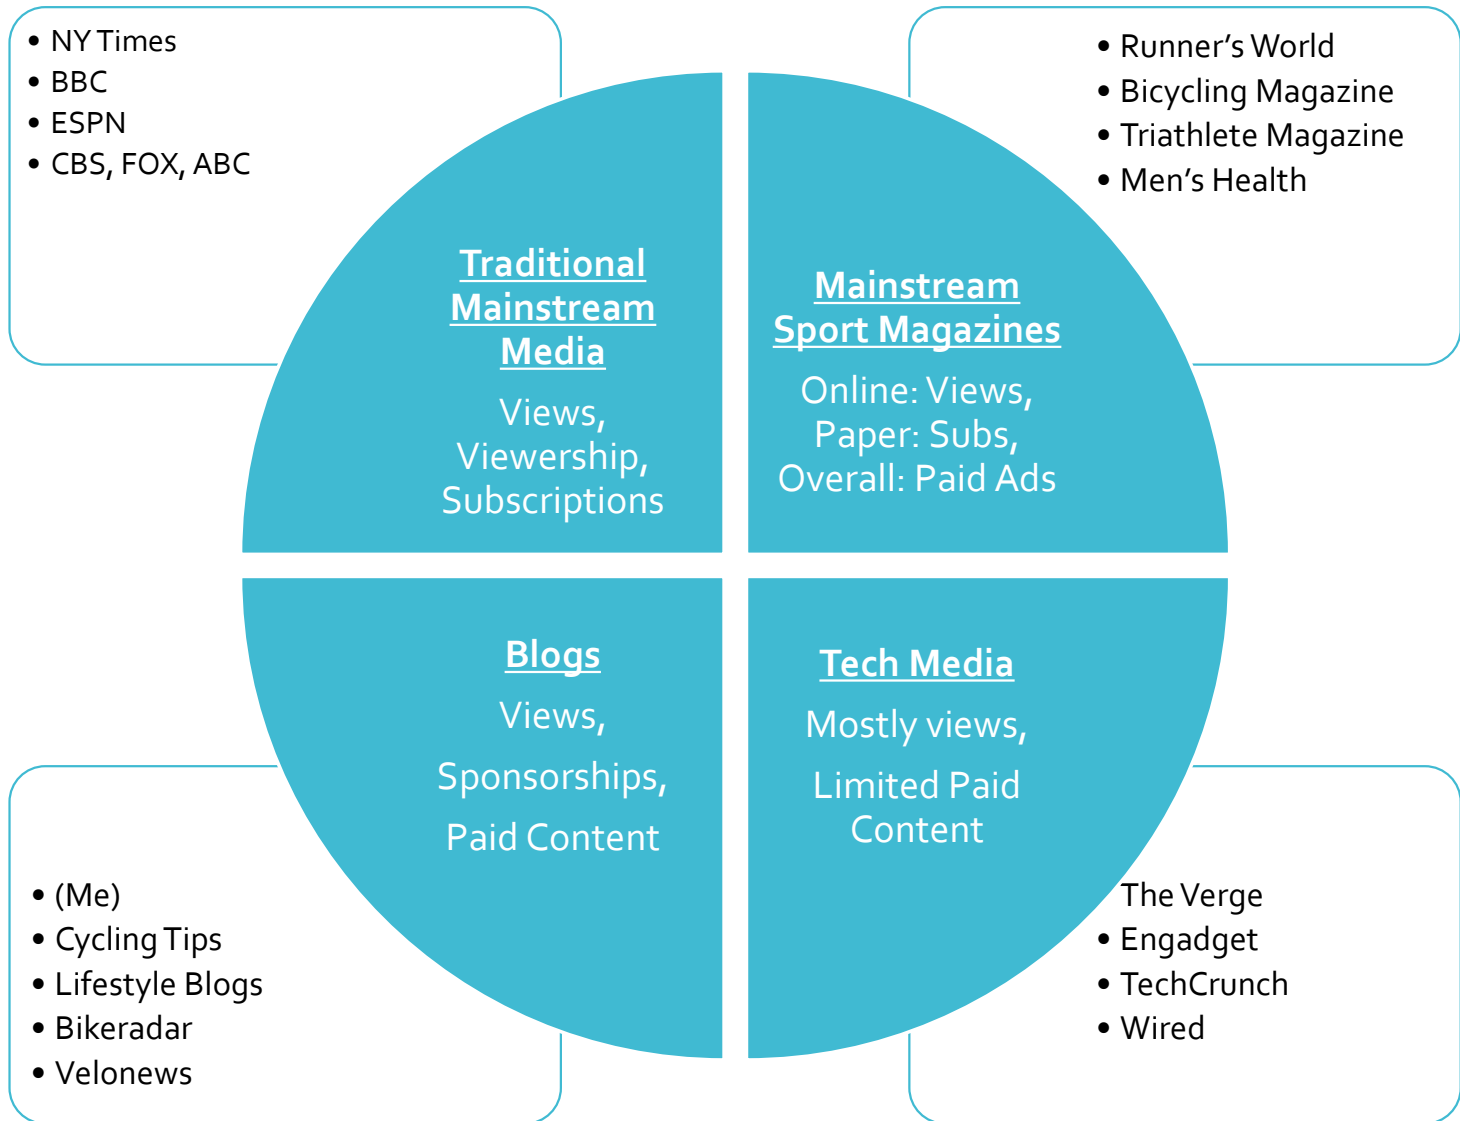 • NY Times
• BBC
• ESPN
• CBS, FOX, ABC
Traditional
Mainstream
Media
Views,
Viewership,
Subscriptions
• Runner’s World
• Bicycling Magazine
• Triathlete Magazine
• Men’s Health
Mainstream
Sport Magazines
Online: Views,
Paper: Subs,
Overall: Paid Ads
Blogs
Views,
Sponsorships,
Paid Content
• (Me)
• Cycling Tips
• Lifestyle Blogs
• Bikeradar
• Velonews
Tech Media
Mostly views,
Limited Paid
Content
The Verge
• Engadget
• TechCrunch
• Wired